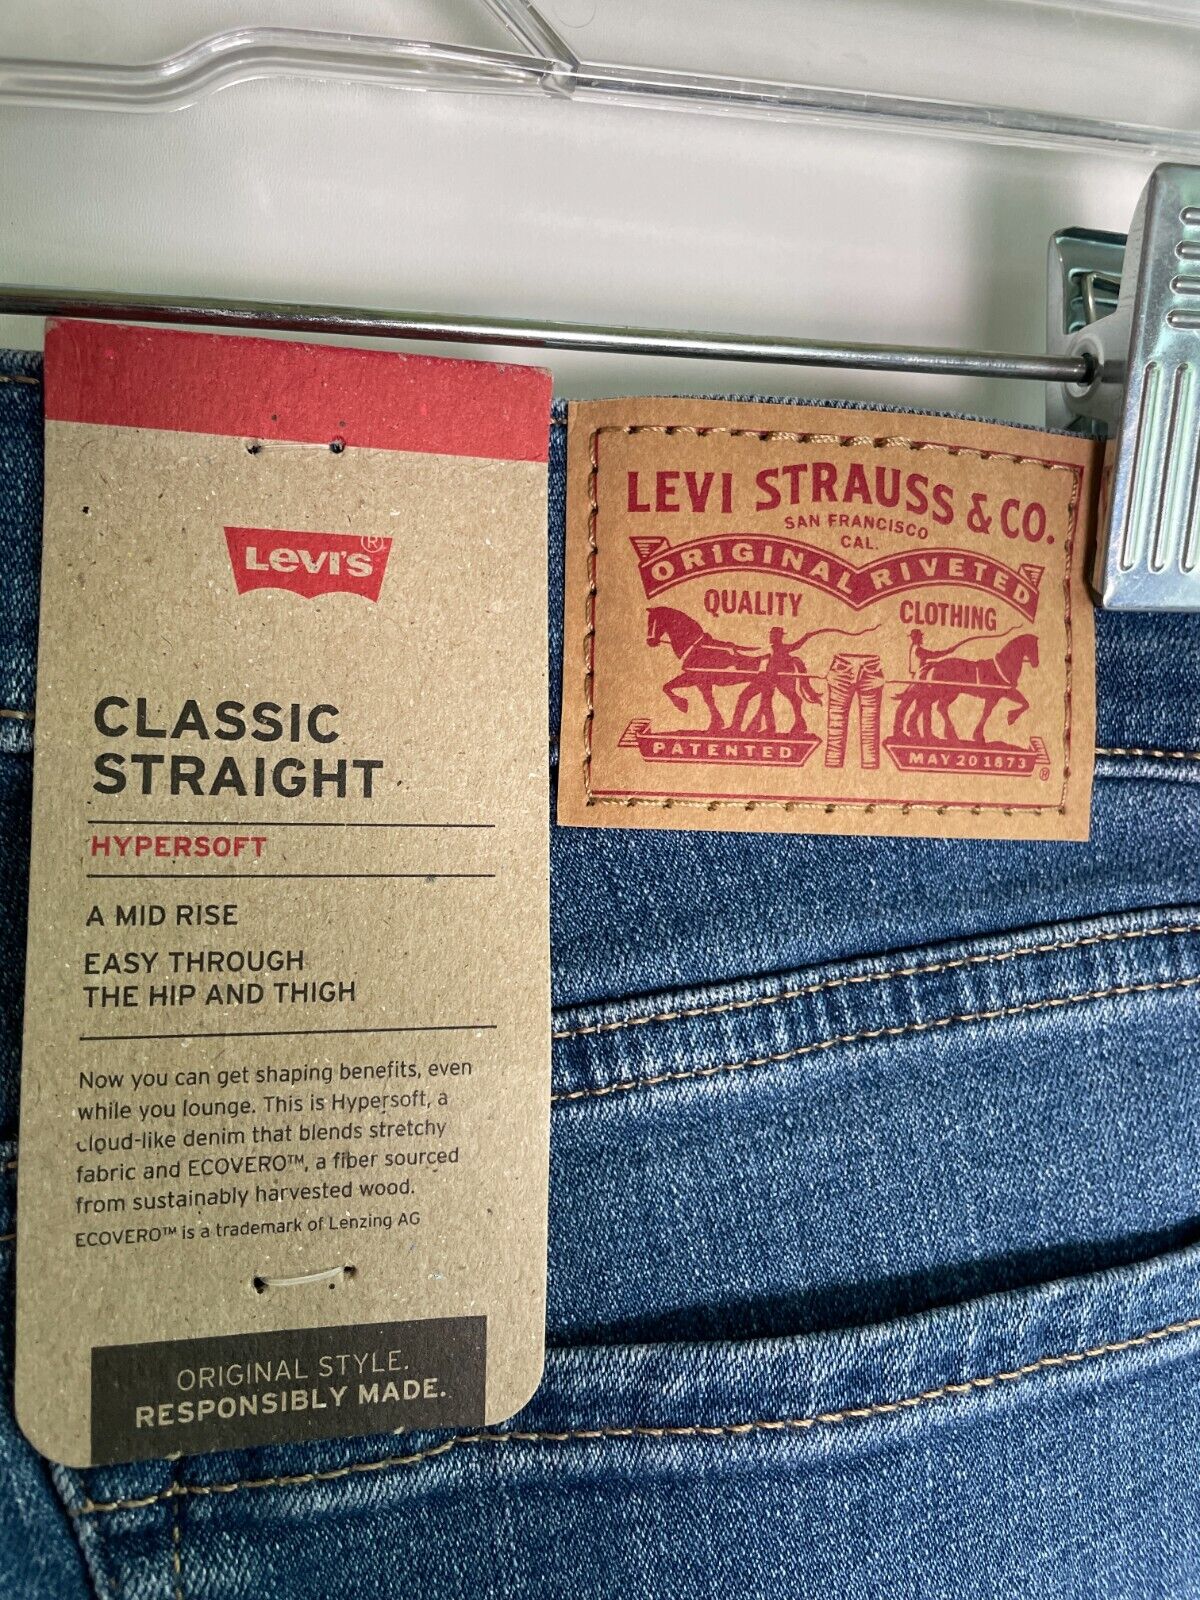 Levi's®
CLASSIC
STRAIGHT
HYPERSOFT
A MID RISE
EASY THROUGH
THE HIP AND THIGH
Now you can get shaping benefits, even
while you lounge. This is Hypersoft, a
cloud-like denim that blends stretchy
fabric and ECOVERO™, a fiber sourced
from sustainably harvested wood.
ECOVERO™ is a trademark of Lenzing AG
ORIGINAL STYLE.
RESPONSIBLY MADE.
LEVI STRAUSS & CO.
SAN FRANCISCO
CAL.
ORIGINAL RIVETED
QUALITY CLOTHING
PATENTED MAY 20 1873 ®